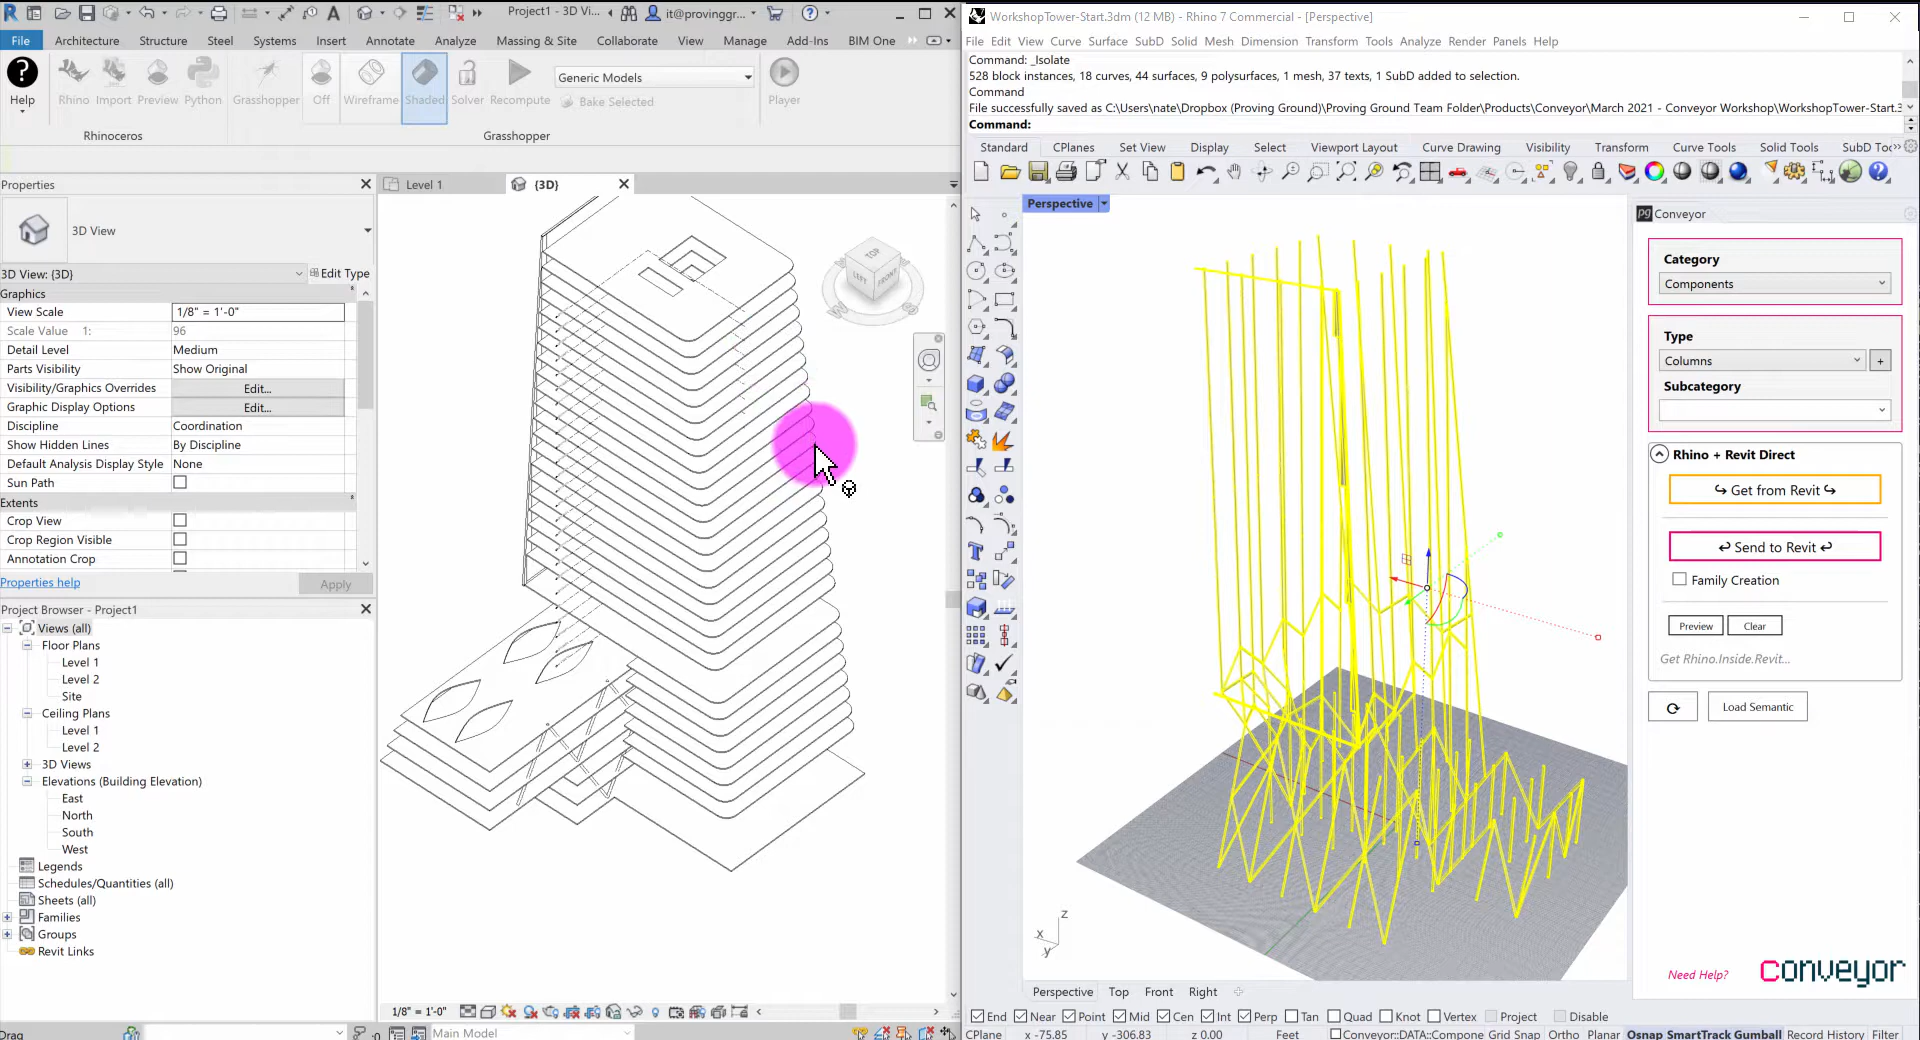 Project1 - 3D Vi...
it@provinggr...
File
Architecture
Structure
Steel
Systems
Insert
Annotate
Analyze
Massing & Site
Collaborate
View
Manage
Add-Ins
BIM One
Help
Rhino
Import
Preview
Python
Grasshopper
Off
Wireframe
Shaded
Solver
Recompute
Generic Models
Bake Selected
Player
Rhinoceros
Grasshopper
Properties
3D View
3D View: {3D}
Edit Type
Graphics
View Scale
1/8" = 1'-0"
Scale Value 1:
96
Detail Level
Medium
Parts Visibility
Show Original
Visibility/Graphics Overrides
Edit...
Graphic Display Options
Edit...
Discipline
Coordination
Show Hidden Lines
By Discipline
Default Analysis Display Style
None
Sun Path
Extents
Crop View
Crop Region Visible
Annotation Crop
Properties help
Apply
Project Browser - Project1
Views (all)
Floor Plans
Level 1
Level 2
Site
Ceiling Plans
Level 1
Level 2
3D Views
Elevations (Building Elevation)
East
North
South
West
Legends
Schedules/Quantities (all)
Sheets (all)
Families
Groups
Revit Links
Level 1
{3D}
TOP
LEFT
FRONT
W
S
1/8" = 1'-0"
Drag
:0
Main Model
WorkshopTower-Start.3dm (12 MB) - Rhino 7 Commercial - [Perspective]
File Edit View Curve Surface SubD Solid Mesh Dimension Transform Tools Analyze Render Panels Help
Command: _Isolate
528 block instances, 18 curves, 44 surfaces, 9 polysurfaces, 1 mesh, 37 texts, 1 SubD added to selection.
Command
File successfully saved as C:\Users\nate\Dropbox (Proving Ground)\Proving Ground Team Folder\Products\Conveyor\March 2021 - Conveyor Workshop\WorkshopTower-Start.3
Command:
Standard
CPlanes
Set View
Display
Select
Viewport Layout
Curve Drawing
Visibility
Transform
Curve Tools
Solid Tools
SubD Toc
Perspective
z
x
y
Perspective
Top
Front
Right
pg Conveyor
Category
Components
Type
Columns
+
Subcategory
Rhino + Revit Direct
↪ Get from Revit ↪
↩ Send to Revit ↩
Family Creation
Preview
Clear
Get Rhino.Inside.Revit...
Load Semantic
Need Help?
conveyor
End Near Point Mid Cen Int Perp Tan Quad Knot Vertex Project Disable
CPlane x -75.85 y -306.83 z 0.00 Feet Conveyor::DATA::Compone Grid Snap Ortho Planar Osnap SmartTrack Gumball Record History Filter